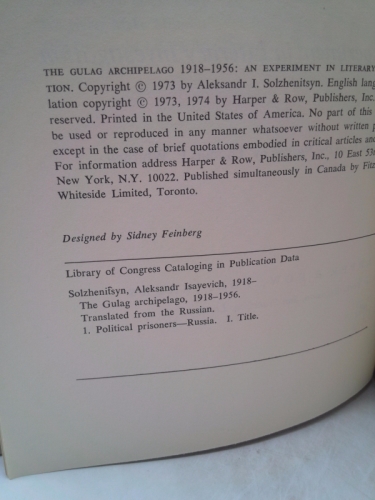 THE GULAG ARCHIPELAGO 1918–1956: AN EXPERIMENT IN LITERARY
TION. Copyright © 1973 by Aleksandr I. Solzhenitsyn. English lang
lation copyright © 1973, 1974 by Harper & Row, Publishers, Inc.
reserved. Printed in the United States of America. No part of this
be used or reproduced in any manner whatsoever without written p
except in the case of brief quotations embodied in critical articles and
For information address Harper & Row, Publishers, Inc., 10 East 53
New York, N.Y. 10022. Published simultaneously in Canada by Fitz
Whiteside Limited, Toronto.
Designed by Sidney Feinberg
Library of Congress Cataloging in Publication Data
Solzhenit͡syn, Aleksandr Isayevich, 1918–
The Gulag archipelago, 1918–1956.
Translated from the Russian.
1. Political prisoners—Russia. I. Title.